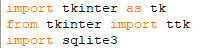 import tkinter as tk
from tkinter import ttk
import sqlite3